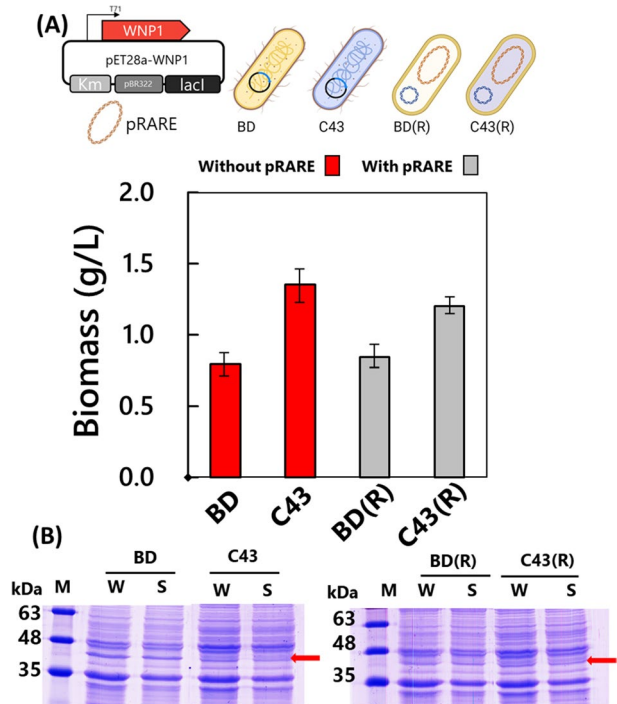 (A)
T71
WNP1
pET28a-WNP1
Km pBR322 lacI
pRARE
BD C43 BD(R) C43(R)
Without pRARE With pRARE
Biomass (g/L)
2.0
1.5
1.0
0.5
0.0
BD C43 BD(R) C43(R)
(B)
BD C43
kDa M W S W S
63
48
35
BD(R) C43(R)
kDa M W S W S
63
48
35